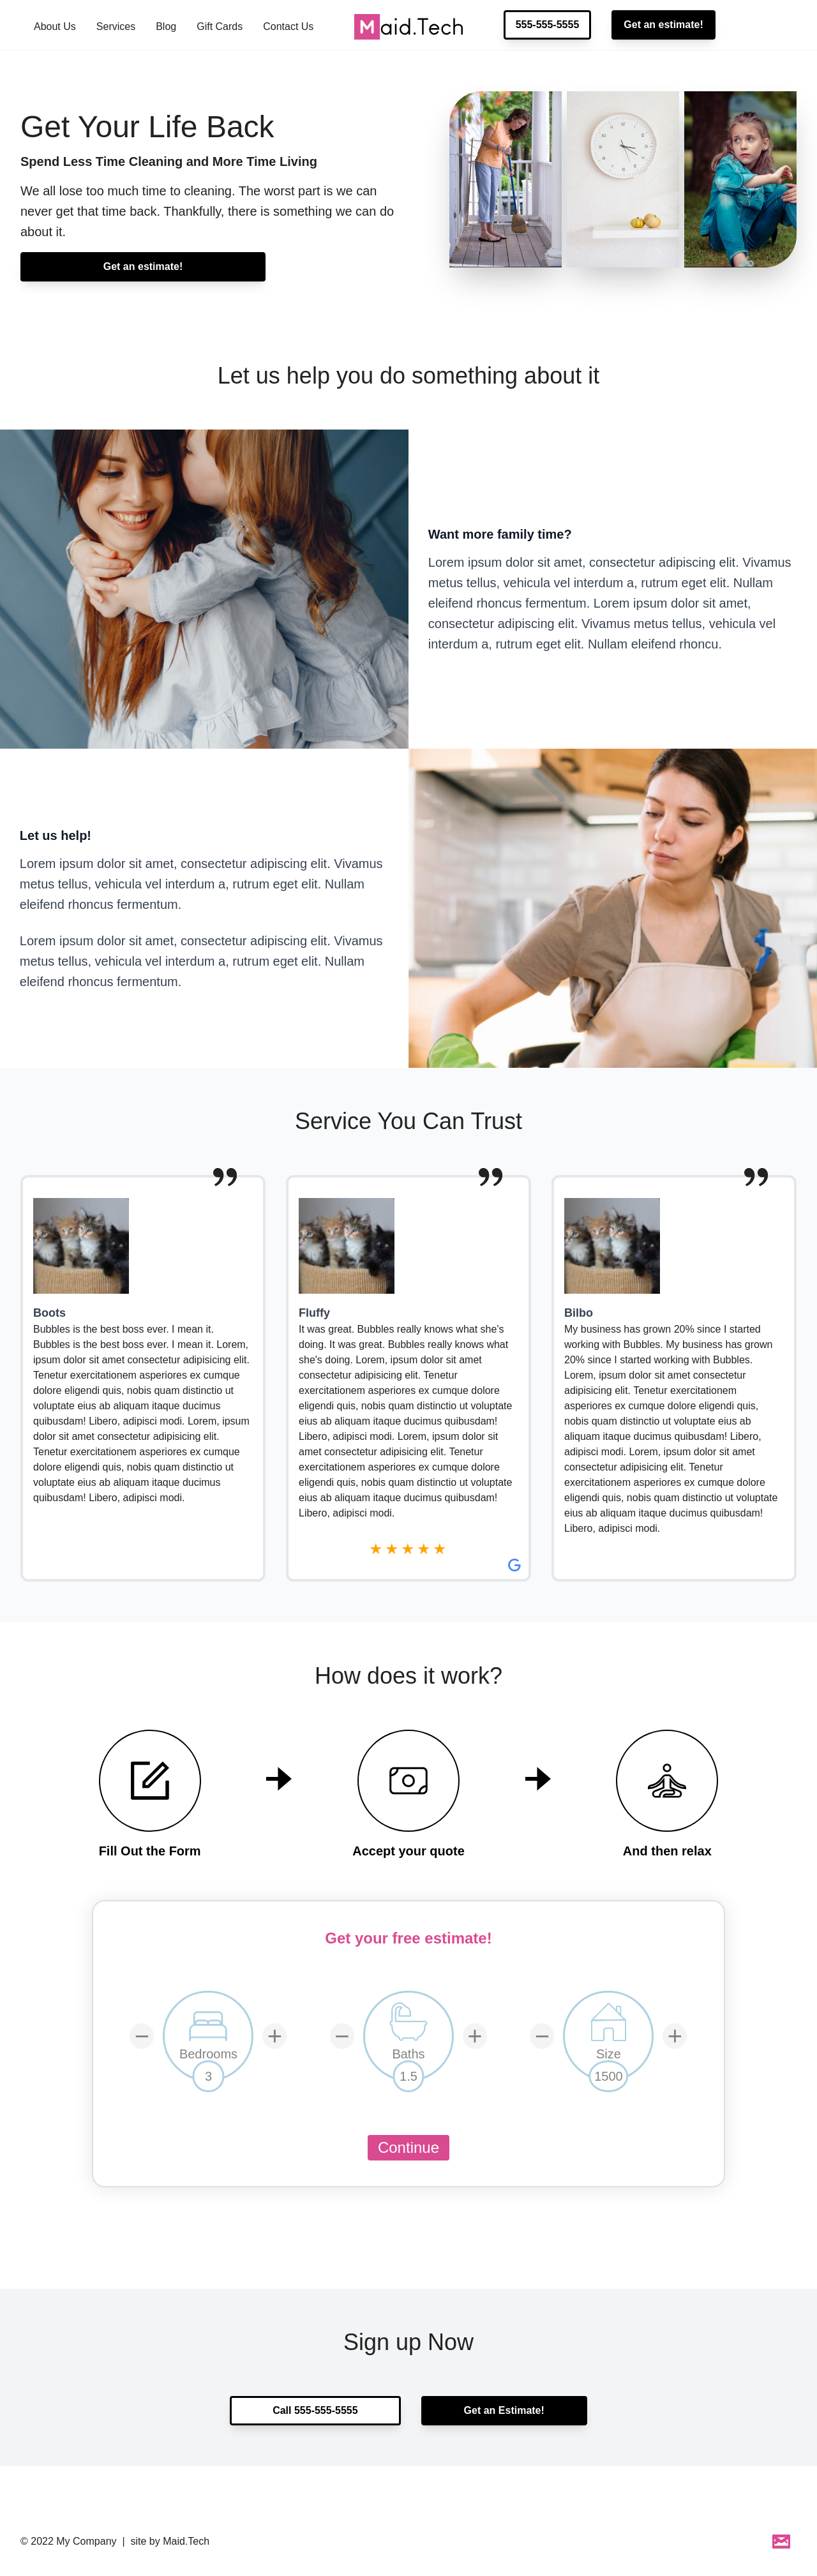 About Us
Services
Blog
Gift Cards
Contact Us
Maid.Tech
555-555-5555
Get an estimate!
Get Your Life Back
Spend Less Time Cleaning and More Time Living
We all lose too much time to cleaning. The worst part is we can
never get that time back. Thankfully, there is something we can do
about it.
Get an estimate!
Let us help you do something about it
Want more family time?
Lorem ipsum dolor sit amet, consectetur adipiscing elit. Vivamus
metus tellus, vehicula vel interdum a, rutrum eget elit. Nullam
eleifend rhoncus fermentum. Lorem ipsum dolor sit amet,
consectetur adipiscing elit. Vivamus metus tellus, vehicula vel
interdum a, rutrum eget elit. Nullam eleifend rhoncu.
Let us help!
Lorem ipsum dolor sit amet, consectetur adipiscing elit. Vivamus
metus tellus, vehicula vel interdum a, rutrum eget elit. Nullam
eleifend rhoncus fermentum.
Lorem ipsum dolor sit amet, consectetur adipiscing elit. Vivamus
metus tellus, vehicula vel interdum a, rutrum eget elit. Nullam
eleifend rhoncus fermentum.
Service You Can Trust
Boots
Bubbles is the best boss ever. I mean it.
Bubbles is the best boss ever. I mean it. Lorem,
ipsum dolor sit amet consectetur adipisicing elit.
Tenetur exercitationem asperiores ex cumque
dolore eligendi quis, nobis quam distinctio ut
voluptate eius ab aliquam itaque ducimus
quibusdam! Libero, adipisci modi. Lorem, ipsum
dolor sit amet consectetur adipisicing elit.
Tenetur exercitationem asperiores ex cumque
dolore eligendi quis, nobis quam distinctio ut
voluptate eius ab aliquam itaque ducimus
quibusdam! Libero, adipisci modi.
Fluffy
It was great. Bubbles really knows what she's
doing. It was great. Bubbles really knows what
she's doing. Lorem, ipsum dolor sit amet
consectetur adipisicing elit. Tenetur
exercitationem asperiores ex cumque dolore
eligendi quis, nobis quam distinctio ut voluptate
eius ab aliquam itaque ducimus quibusdam!
Libero, adipisci modi. Lorem, ipsum dolor sit
amet consectetur adipisicing elit. Tenetur
exercitationem asperiores ex cumque dolore
eligendi quis, nobis quam distinctio ut voluptate
eius ab aliquam itaque ducimus quibusdam!
Libero, adipisci modi.
G
Bilbo
My business has grown 20% since I started
working with Bubbles. My business has grown
20% since I started working with Bubbles.
Lorem, ipsum dolor sit amet consectetur
adipisicing elit. Tenetur exercitationem
asperiores ex cumque dolore eligendi quis,
nobis quam distinctio ut voluptate eius ab
aliquam itaque ducimus quibusdam! Libero,
adipisci modi. Lorem, ipsum dolor sit amet
consectetur adipisicing elit. Tenetur
exercitationem asperiores ex cumque dolore
eligendi quis, nobis quam distinctio ut voluptate
eius ab aliquam itaque ducimus quibusdam!
Libero, adipisci modi.
How does it work?
Fill Out the Form
Accept your quote
And then relax
Get your free estimate!
Bedrooms
3
Baths
1.5
Size
1500
Continue
Sign up Now
Call 555-555-5555
Get an Estimate!
© 2022 My Company | site by Maid.Tech